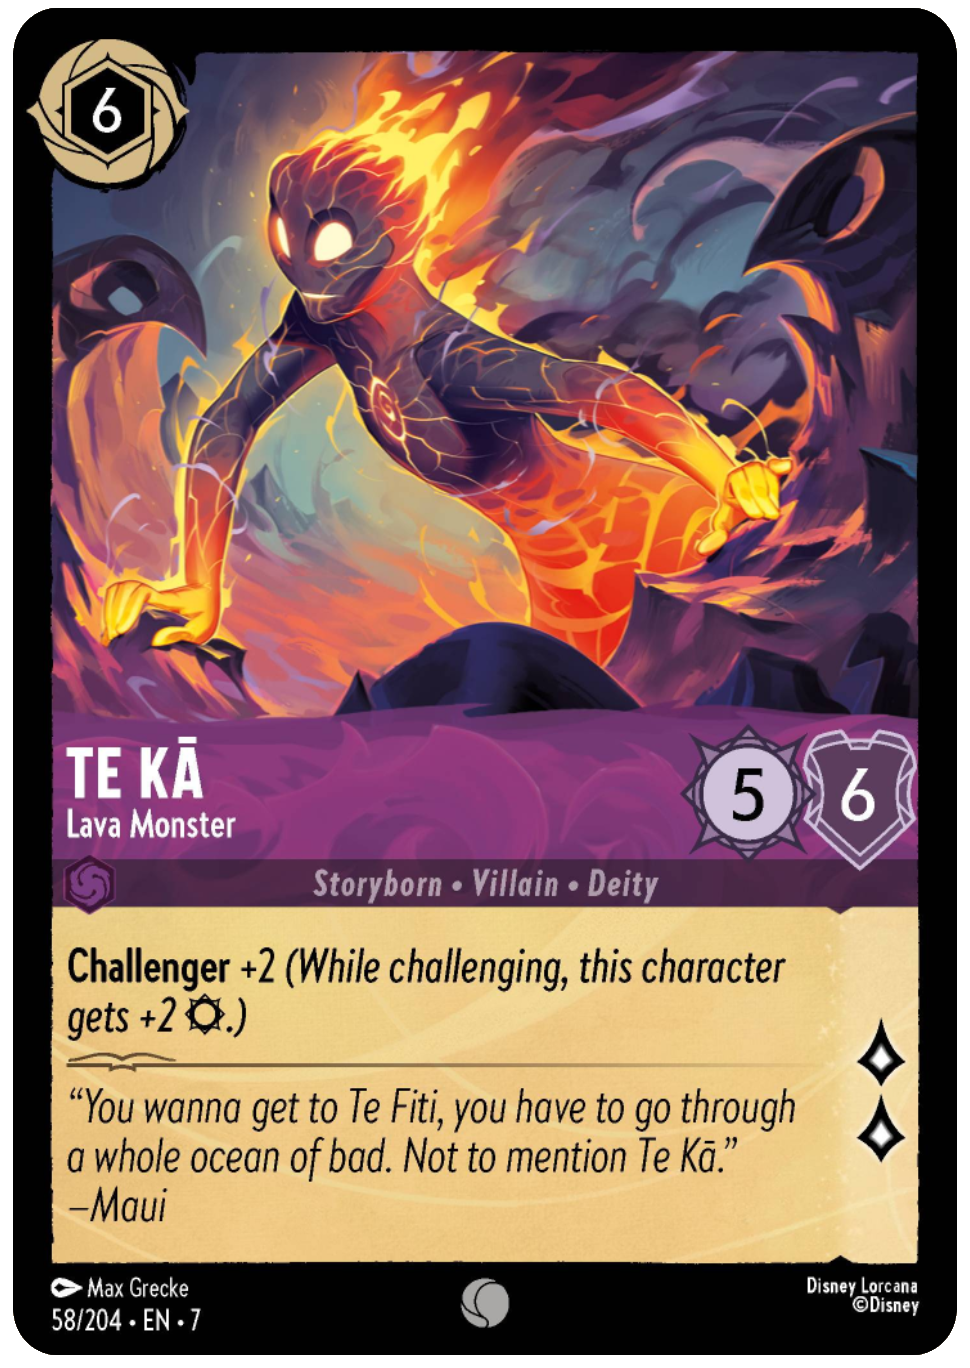 6
TE KĀ
Lava Monster
5
6
Storyborn • Villain • Deity
Challenger +2 (While challenging, this character
gets +2 .)
“You wanna get to Te Fiti, you have to go through
a whole ocean of bad. Not to mention Te Kā.”
–Maui
Max Grecke
58/204 • EN • 7
Disney Lorcana
©Disney